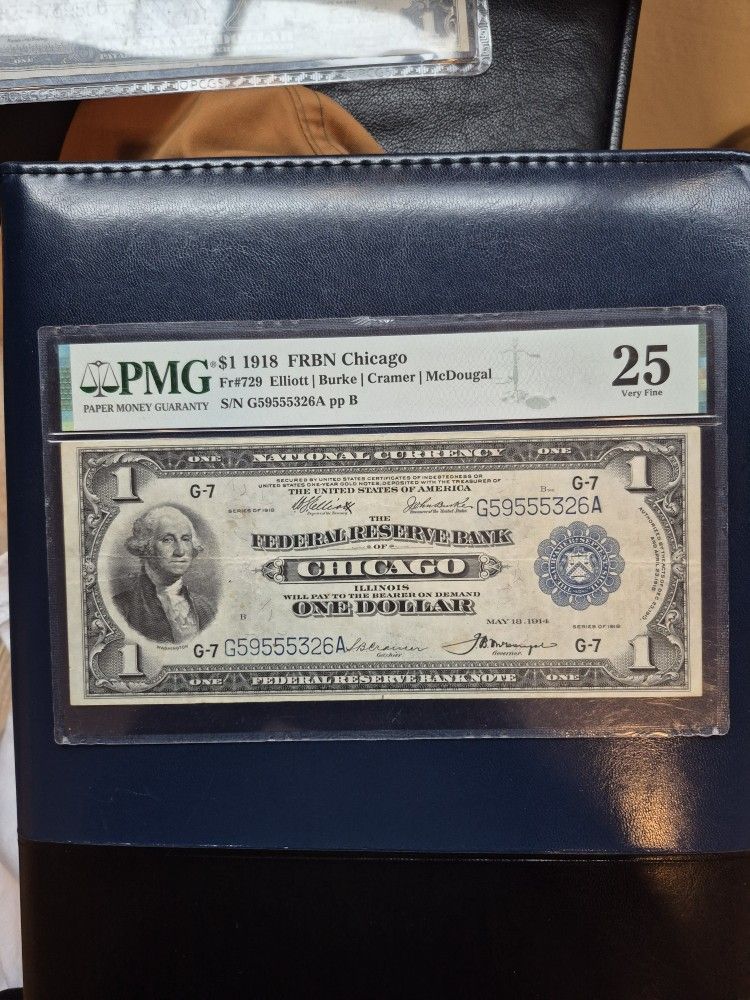 OPCGS
PMG
PAPER MONEY GUARANTY
$1 1918 FRBN Chicago
Fr#729 Elliott | Burke | Cramer | McDougal
S/N G59555326A pp B
25
Very Fine
ONE NATIONAL CURRENCY ONE
1 1
SECURED BY UNITED STATES CERTIFICATES OF INDEBTEDNESS OR
UNITED STATES ONE-YEAR GOLD NOTES, DEPOSITED WITH THE TREASURER OF
THE UNITED STATES OF AMERICA
G-7 B G-7
SERIES OF 1918
G59555326A
THE
FEDERAL RESERVE BANK
OF
CHICAGO
ILLINOIS
WILL PAY TO THE BEARER ON DEMAND
ONE DOLLAR
B
MAY 18, 1914
SERIES OF 1918
WASHINGTON
G-7 G59555326A
Cashier
Governor
G-7
1 1
ONE FEDERAL RESERVE BANK NOTE ONE